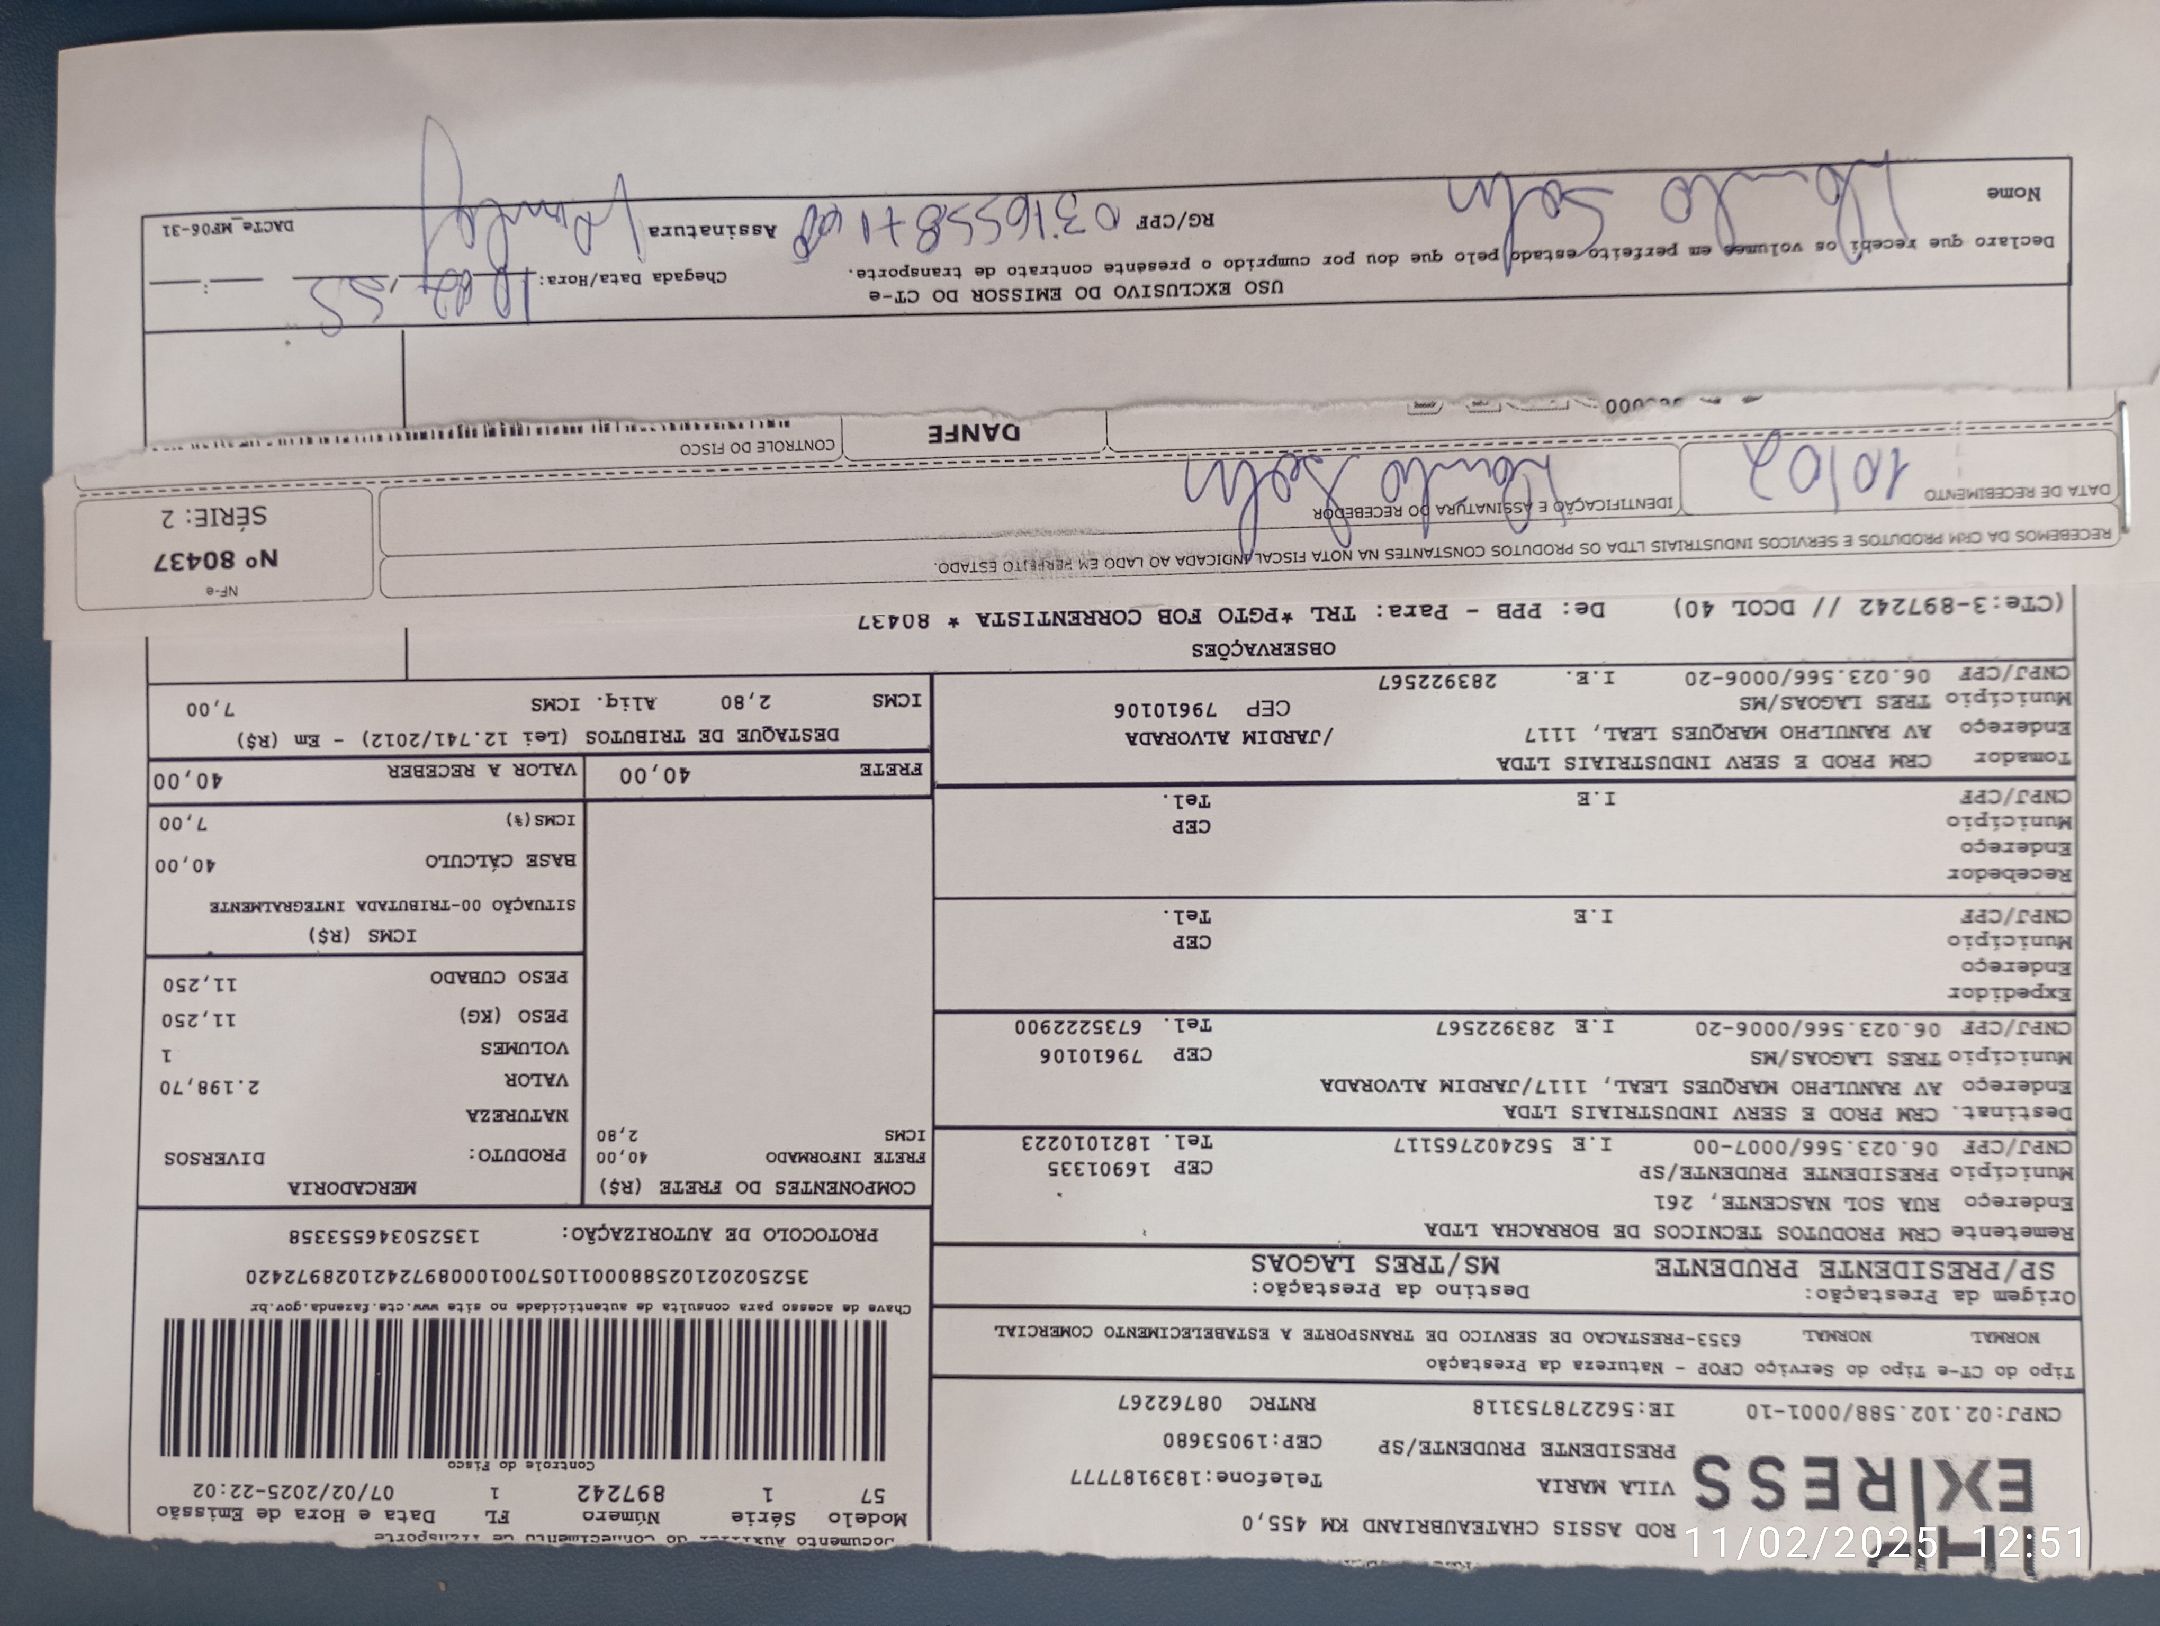 Documento Auxiliar do Conhecimento de Transporte
EXPRESS
ROD ASSIS CHATEAUBRIAND KM 455,0
VILA MARIA Telefone:1839187777
PRESIDENTE PRUDENTE/SP CEP:19053680
CNPJ:02.102.588/0001-10 IE:562278753118 RNTRC 08762267
Modelo Série Número FL Data e Hora de Emissão
57 1 897242 1 07/02/2025-22:02
Controle do Fisco
Chave de acesso para consulta de autenticidade no site www.cte.fazenda.gov.br
35250202102588000110570010008972421028972420
PROTOCOLO DE AUTORIZAÇÃO: 135250346553358
Tipo do CT-e Tipo do Serviço CFOP - Natureza da Prestação
NORMAL NORMAL 6353-PRESTACAO DE SERVICO DE TRANSPORTE A ESTABELECIMENTO COMERCIAL
Origem da Prestação: Destino da Prestação:
SP/PRESIDENTE PRUDENTE MS/TRES LAGOAS
Remetente CRM PRODUTOS TECNICOS DE BORRACHA LTDA
Endereço RUA SOL NASCENTE, 261
Município PRESIDENTE PRUDENTE/SP CEP 16901335
CNPJ/CPF 06.023.566/0007-00 I.E 562402765117 Tel. 1821010223
Destinat. CRM PROD E SERV INDUSTRIAIS LTDA
Endereço AV RANULPHO MARQUES LEAL, 1117/JARDIM ALVORADA
Município TRES LAGOAS/MS CEP 79610106
CNPJ/CPF 06.023.566/0006-20 I.E 283922567 Tel. 6735222900
Expedidor
Endereço
Município CEP
CNPJ/CPF I.E Tel.
Recebedor
Endereço
Município CEP
CNPJ/CPF I.E Tel.
Tomador CRM PROD E SERV INDUSTRIAIS LTDA
Endereço AV RANULPHO MARQUES LEAL, 1117 /JARDIM ALVORADA
Município TRES LAGOAS/MS CEP 79610106
CNPJ/CPF 06.023.566/0006-20 I.E. 283922567
COMPONENTES DO FRETE (R$)
FRETE INFORMADO 40,00
ICMS 2,80
MERCADORIA
PRODUTO: DIVERSOS
NATUREZA
VALOR 2.198,70
VOLUMES 1
PESO (KG) 11,250
PESO CUBADO 11,250
ICMS (R$)
SITUAÇÃO 00-TRIBUTADA INTEGRALMENTE
BASE CÁLCULO 40,00
ICMS(%) 7,00
FRETE 40,00 VALOR A RECEBER 40,00
DESTAQUE DE TRIBUTOS (Lei 12.741/2012) - Em (R$)
ICMS 2,80 Aliq. ICMS 7,00
OBSERVAÇÕES
(CTe:3-897242 // DCOL 40) De: PPB - Para: TRL *PGTO FOB CORRENTISTA * 80437
RECEBEMOS DA CRM PRODUTOS E SERVICOS INDUSTRIAIS LTDA OS PRODUTOS CONSTANTES NA NOTA FISCAL INDICADA AO LADO EM PERFEITO ESTADO.
NF-e
Nº 80437
SÉRIE: 2
DATA DE RECEBIMENTO
10/02
IDENTIFICAÇÃO E ASSINATURA DO RECEBEDOR
DANFE
CONTROLE DO FISCO
USO EXCLUSIVO DO EMISSOR DO CT-e
Declaro que recebi os volumes em perfeito estado pelo que dou por cumprido o presente contrato de transporte. Chegada Data/Hora:
Nome RG/CPF Assinatura
DACTe_MF06-31
11/02/2025 12:51